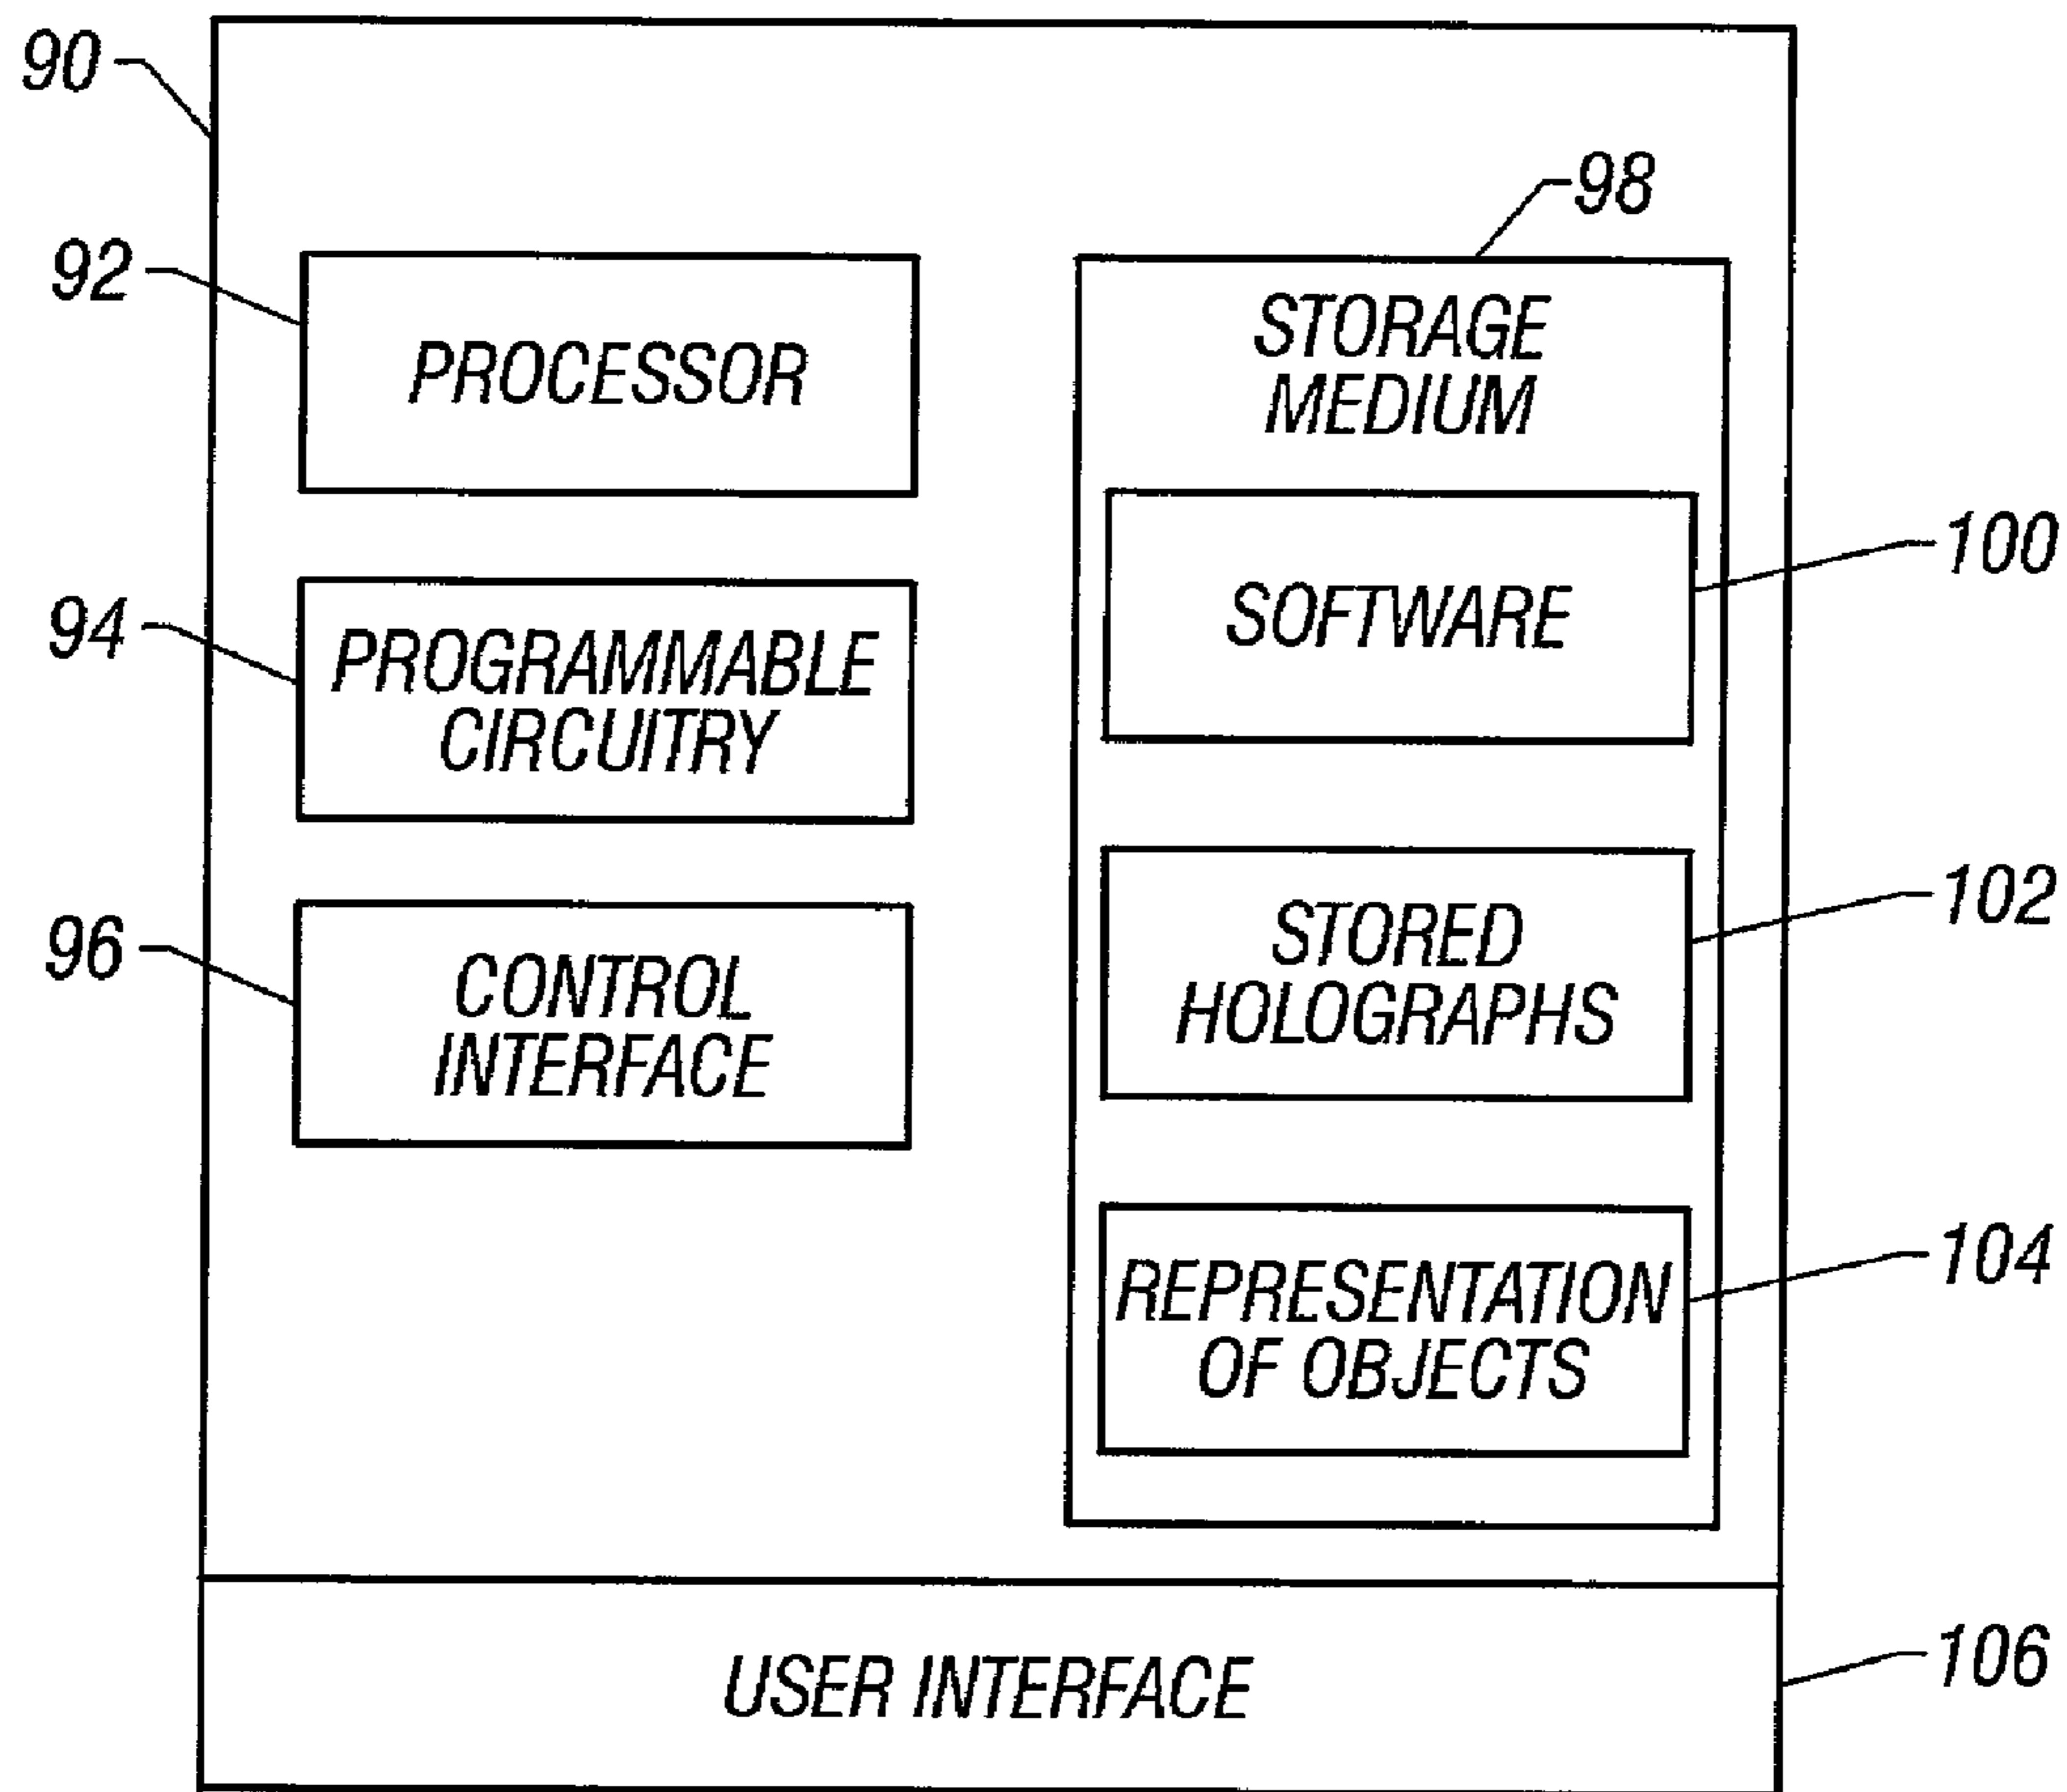 90
98
92
PROCESSOR
STORAGE
MEDIUM
SOFTWARE
100
94
PROGRAMMABLE
CIRCUITRY
96
CONTROL
INTERFACE
STORED
HOLOGRAPHS
102
REPRESENTATION
OF OBJECTS
104
USER INTERFACE
106